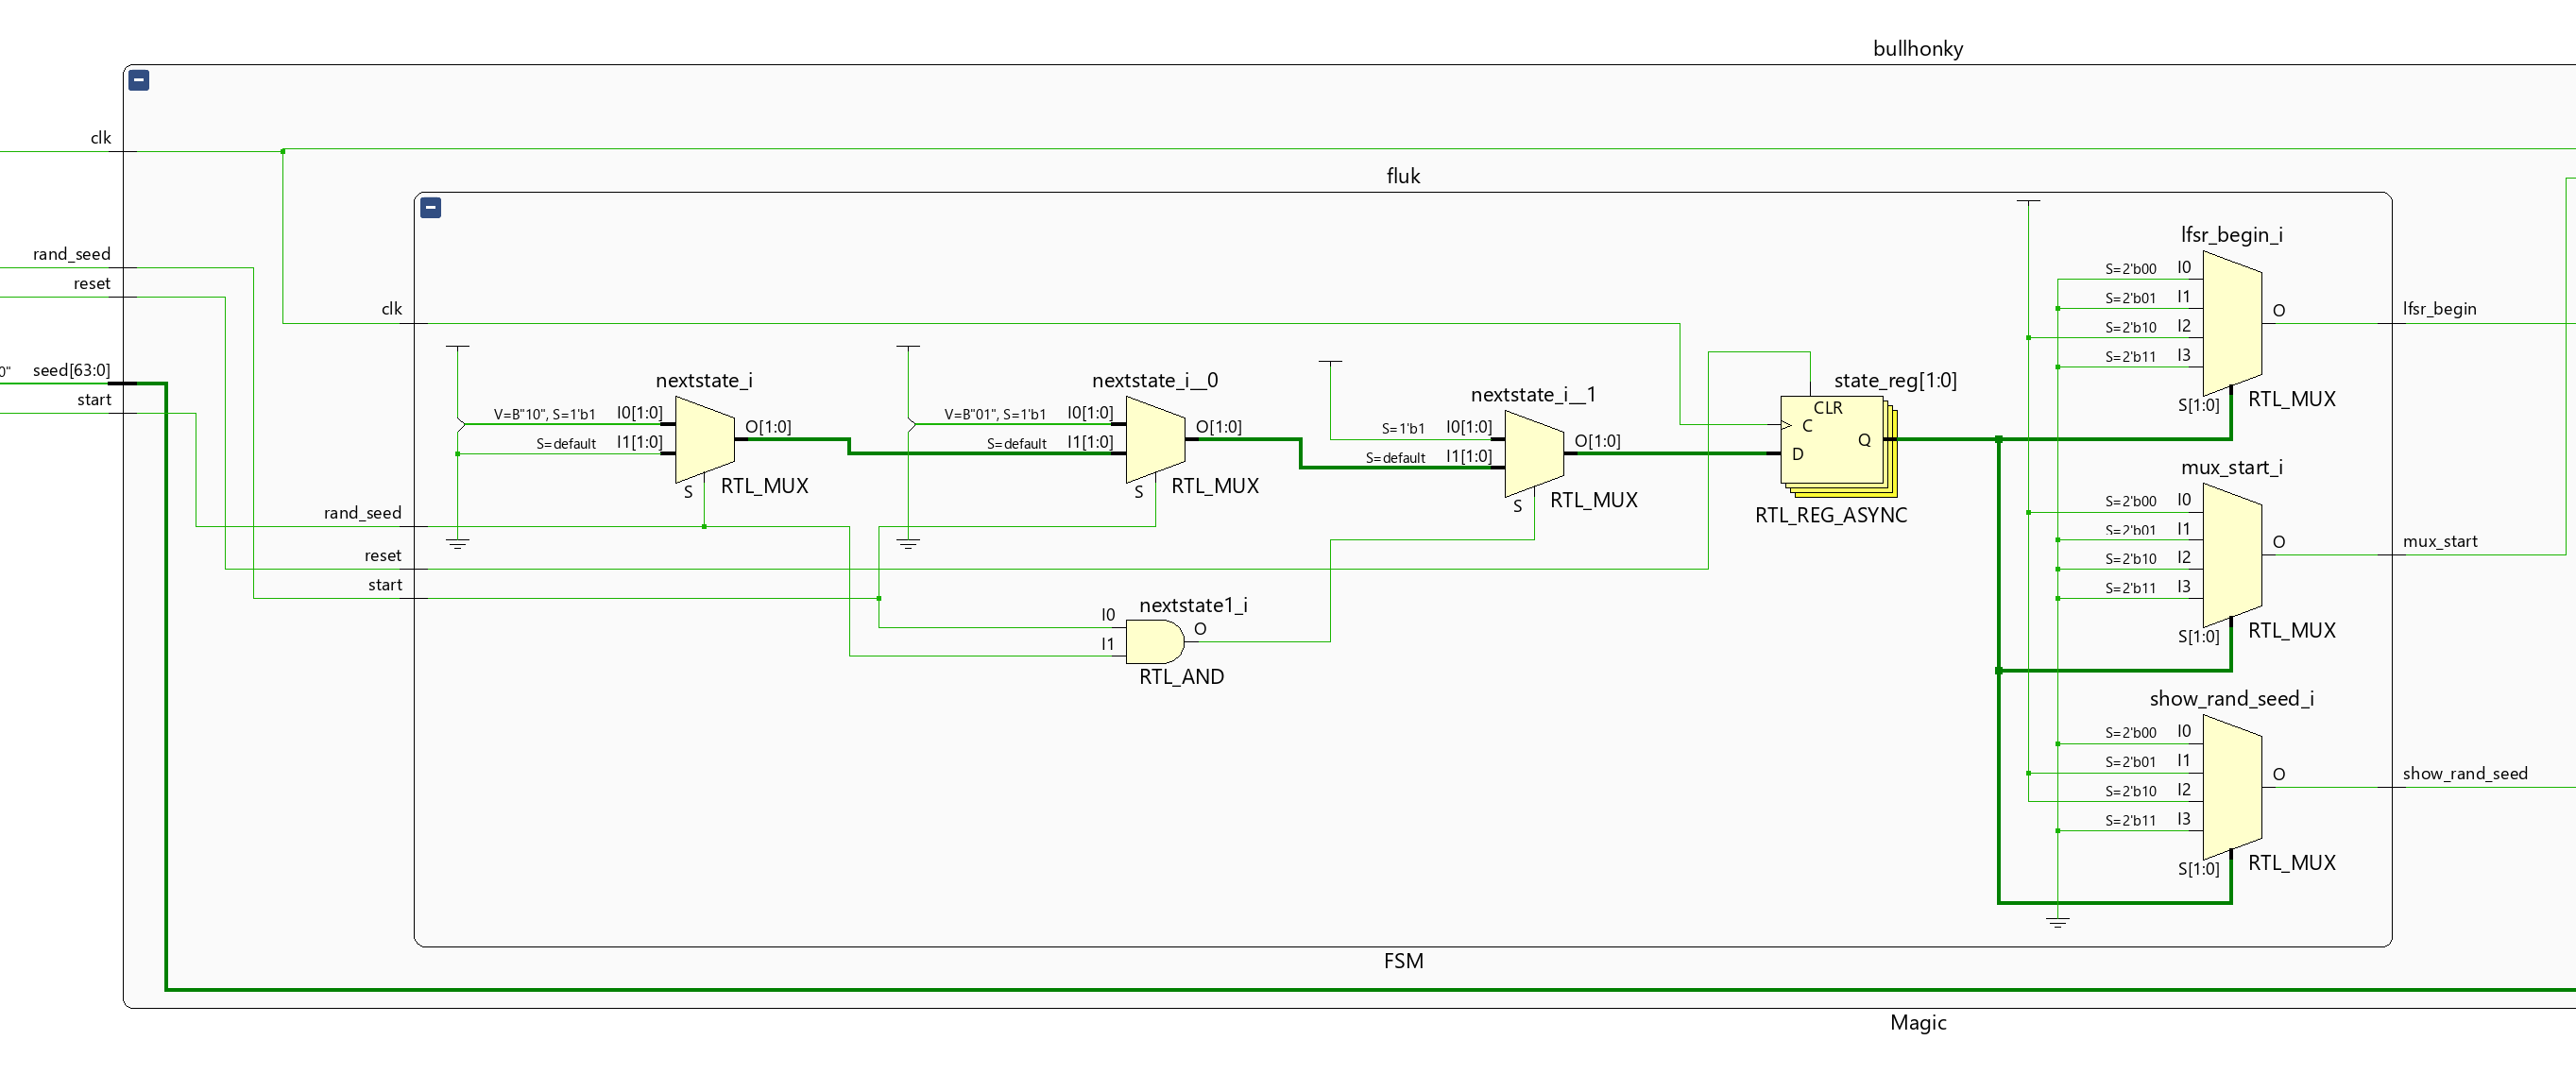 bullhonky
clk
fluk
rand_seed
reset
0" seed[63:0]
start
clk
rand_seed
reset
start
nextstate_i
V=B"10", S=1'b1 I0[1:0]
S=default I1[1:0]
O[1:0]
S
RTL_MUX
nextstate_i__0
V=B"01", S=1'b1 I0[1:0]
S=default I1[1:0]
O[1:0]
S
RTL_MUX
nextstate_i__1
S=1'b1 I0[1:0]
S=default I1[1:0]
O[1:0]
S
RTL_MUX
nextstate1_i
I0
I1
O
RTL_AND
state_reg[1:0]
CLR
C
D
Q
RTL_REG_ASYNC
lfsr_begin_i
S=2'b00 I0
S=2'b01 I1
S=2'b10 I2
S=2'b11 I3
O
S[1:0]
RTL_MUX
lfsr_begin
mux_start_i
S=2'b00 I0
S=2'b01 I1
S=2'b10 I2
S=2'b11 I3
O
S[1:0]
RTL_MUX
mux_start
show_rand_seed_i
S=2'b00 I0
S=2'b01 I1
S=2'b10 I2
S=2'b11 I3
O
S[1:0]
RTL_MUX
show_rand_seed
FSM
Magic